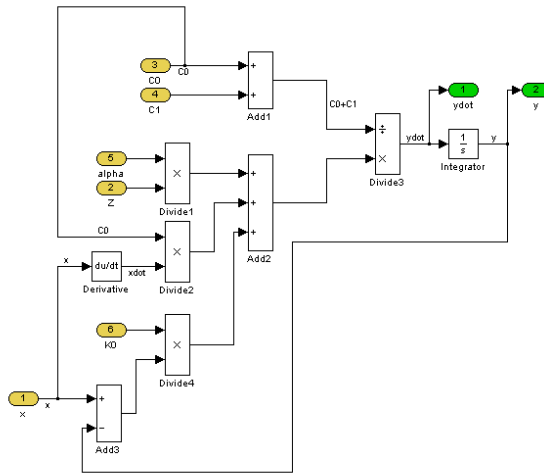 3
C0
C0
4
C1
+
+
Add1
C0+C1
1
ydot
2
y
÷
×
Divide3
ydot
1
s
Integrator
y
5
alpha
2
Z
×
Divide1
+
+
+
Add2
C0
×
Divide2
x
du/dt
Derivative
xdot
6
K0
×
Divide4
1
x
x
+
−
Add3